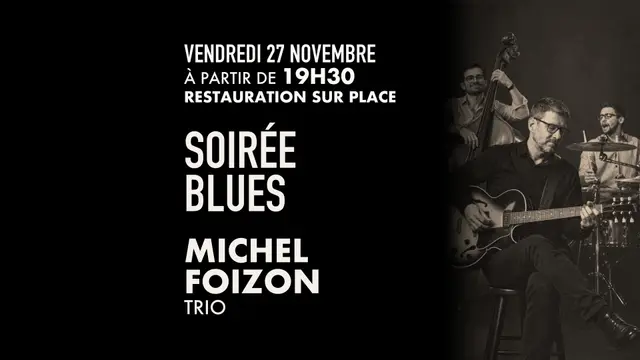 VENDREDI 27 NOVEMBRE
À PARTIR DE 19H30
RESTAURATION SUR PLACE
SOIRÉE
BLUES
MICHEL
FOIZON
TRIO